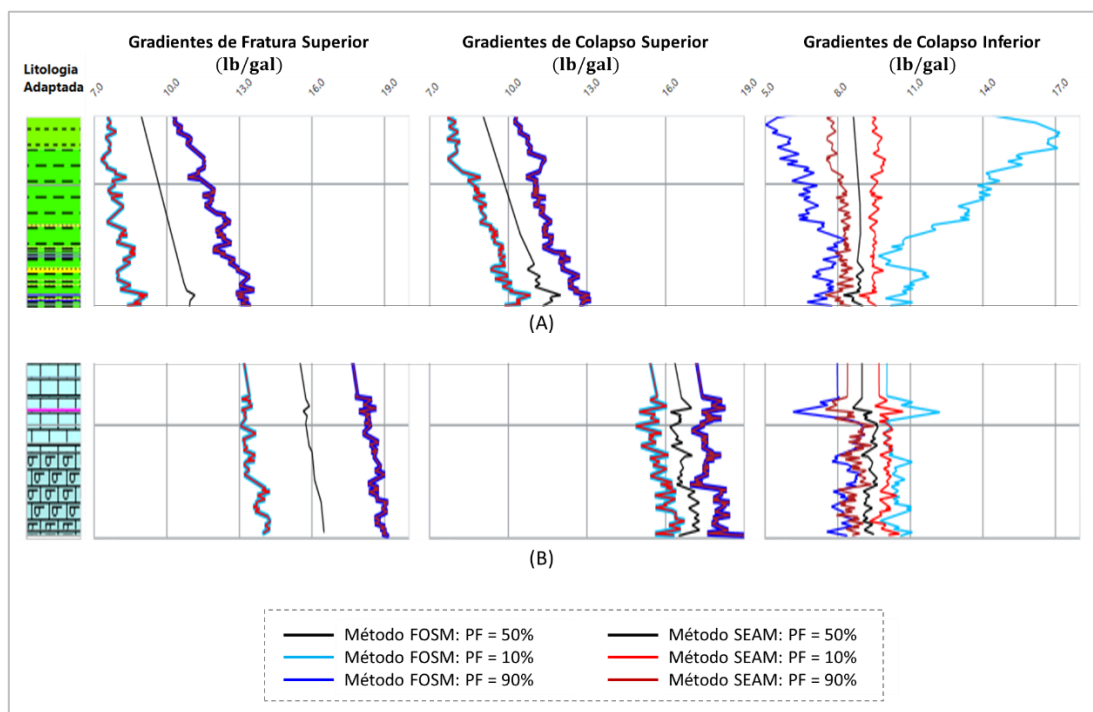 Gradientes de Fratura Superior
(lb/gal)
Gradientes de Colapso Superior
(lb/gal)
Gradientes de Colapso Inferior
(lb/gal)
Litologia
Adaptada
7.0 10.0 13.0 16.0 19.0
7.0 10.0 13.0 16.0 19.0
5.0 8.0 11.0 14.0 17.0
(A)
(B)
Método FOSM: PF = 50%
Método SEAM: PF = 50%
Método FOSM: PF = 10%
Método SEAM: PF = 10%
Método FOSM: PF = 90%
Método SEAM: PF = 90%